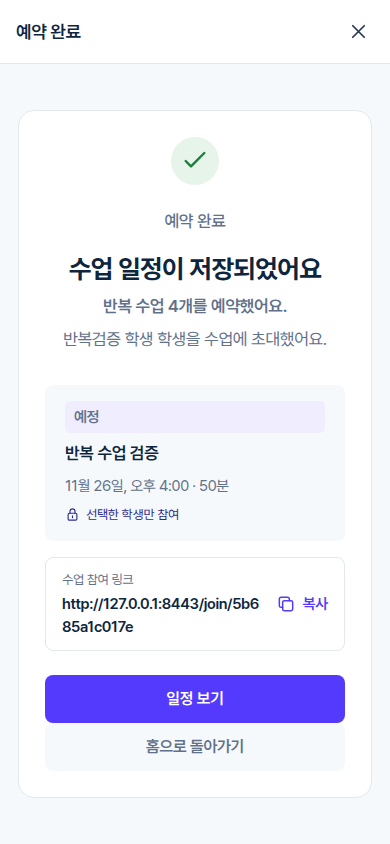 예약 완료
예약 완료
수업 일정이 저장되었어요
반복 수업 4개를 예약했어요.
반복검증 학생 학생을 수업에 초대했어요.
예정
반복 수업 검증
11월 26일, 오후 4:00 · 50분
선택한 학생만 참여
수업 참여 링크
http://127.0.0.1:8443/join/5b6
85a1c017e
복사
일정 보기
홈으로 돌아가기